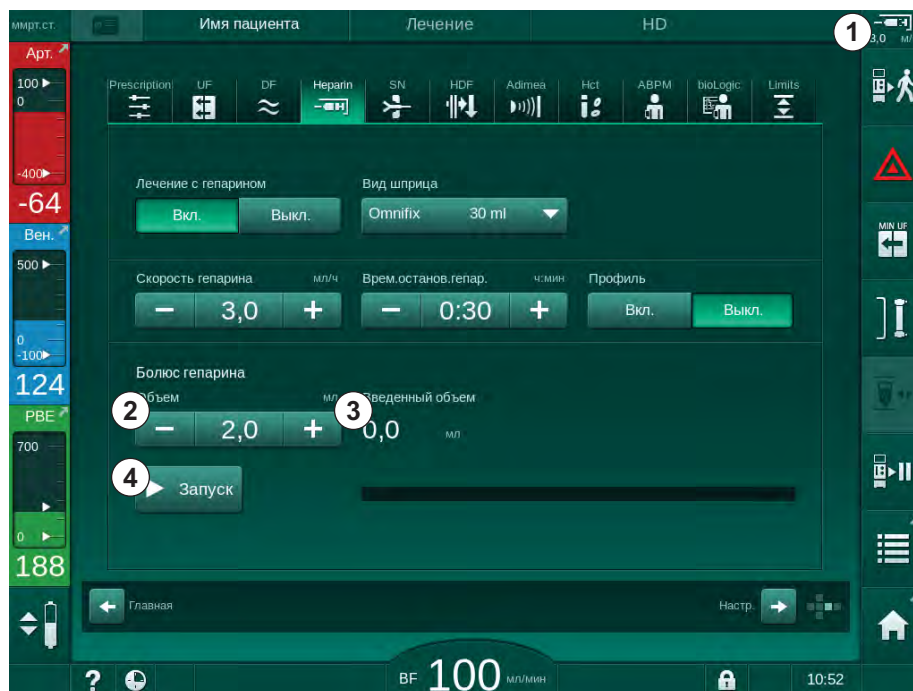 ммрт.ст. Имя пациента Лечение HD
1
3,0 м/
Арт.
100
0
-400
-64
Вен.
500
0
-100
124
PBE
700
0
188
Prescription UF DF Heparin SN HDF Adimea Hct ABPM bioLogic Limits
Лечение с гепарином Вид шприца
Вкл. Выкл. Omnifix 30 ml
Скорость гепарина мл/ч Врем.останов.гепар. ч:мин Профиль
− 3,0 + − 0:30 + Вкл. Выкл.
Болюс гепарина
Объем мл Введенный объем
2 3
− 2,0 + 0,0 мл
4 Запуск
MIN UF
Главная Настр.
? BF 100 мл/мин 10:52